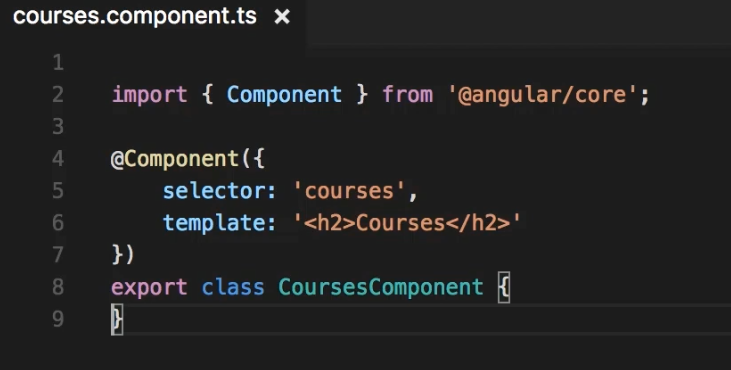 courses.component.ts ×
1
2 import { Component } from '@angular/core';
3
4 @Component({
5     selector: 'courses',
6     template: '<h2>Courses</h2>'
7 })
8 export class CoursesComponent {
9 }